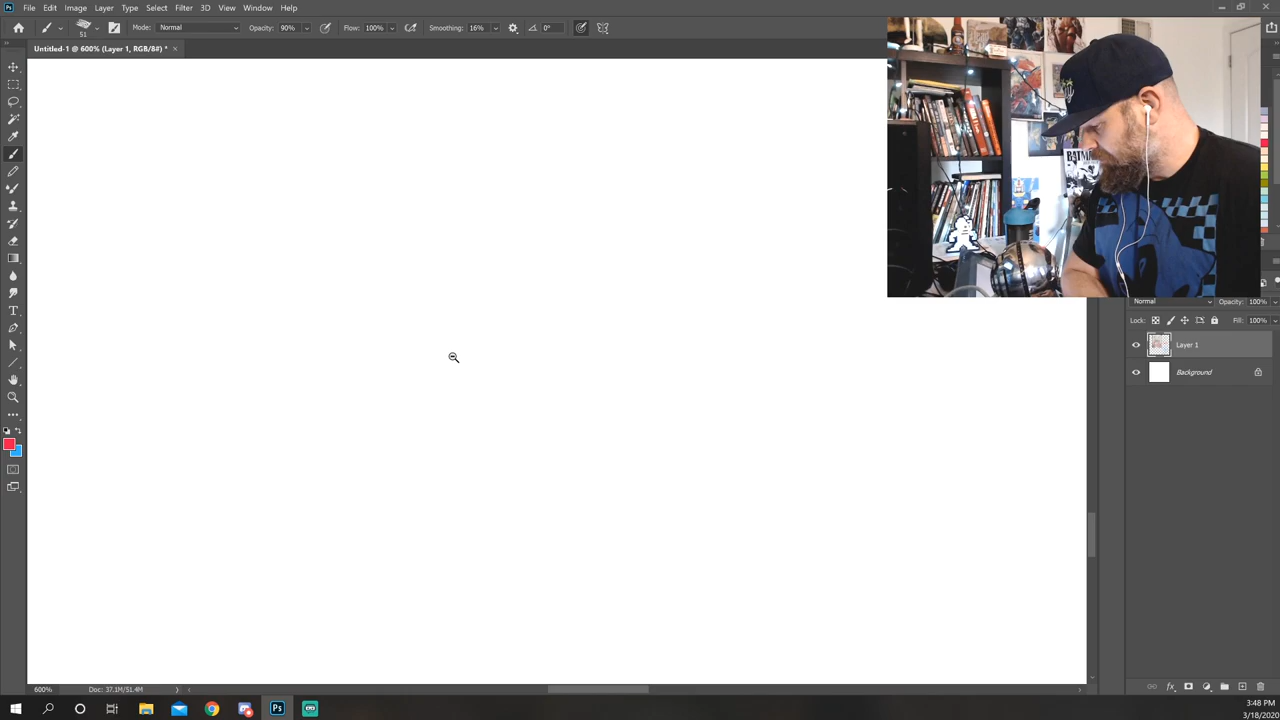 File Edit Image Layer Type Select Filter 3D View Window Help
51 Mode: Normal Opacity: 90% Flow: 100% Smoothing: 16% 0°
Untitled-1 @ 600% (Layer 1, RGB/8#) *
BATMAN
Normal Opacity: 100%
Lock: Fill: 100%
Layer 1
Background
600% Doc: 37.1M/51.4M
3:48 PM
3/18/2020